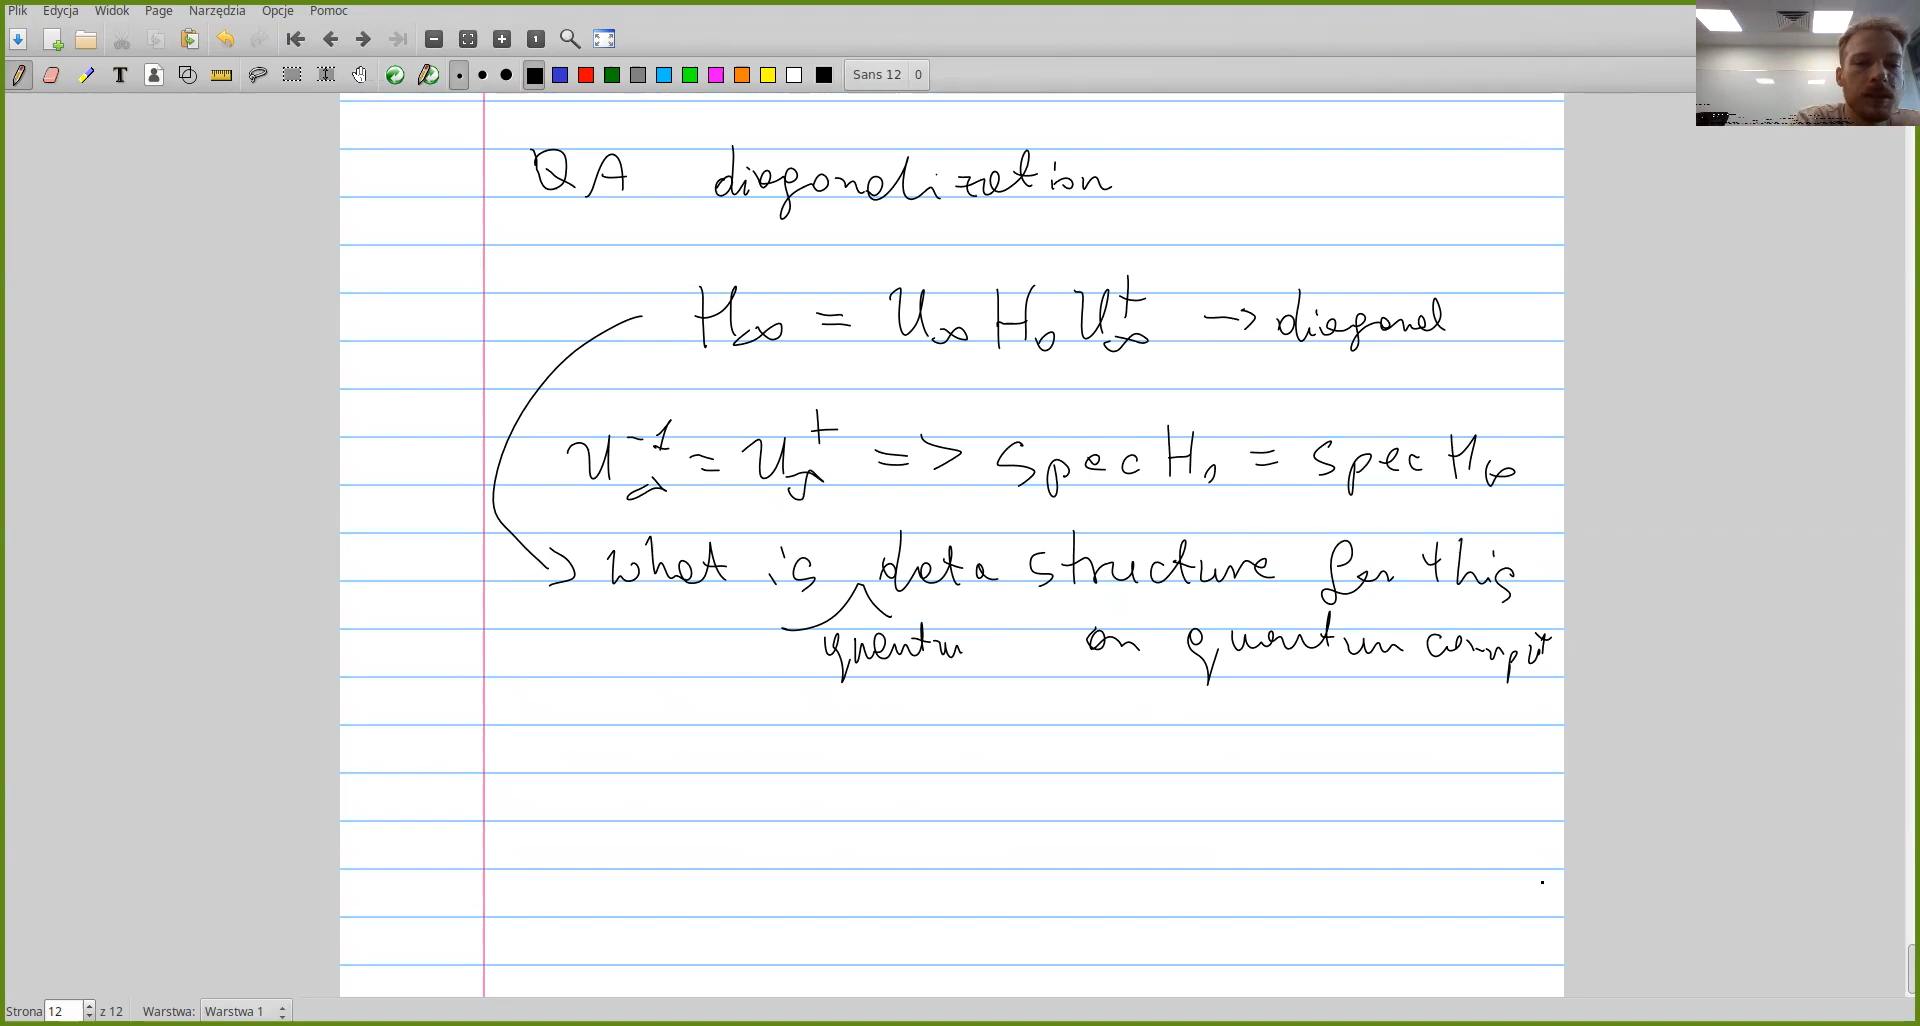 Plik Edycja Widok Page Narzędzia Opcje Pomoc
Sans 12 0
QA diagonalization
H∞ = U∞ H₀ U∞† → diagonal
U⁻¹ = U† => spec H₀ = spec H∞
→ what is data structure for this
quantu on quantum comput
Strona 12 z 12 Warstwa: Warstwa 1